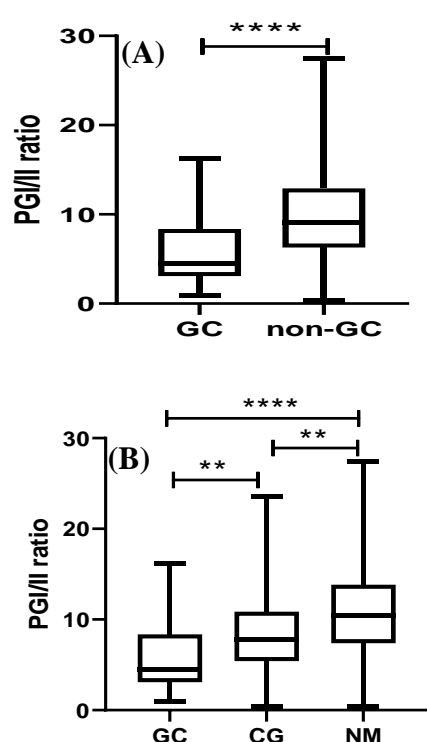 30
(A)
****
PGI/II ratio
20
10
0
GC non-GC
****
30
(B)
**
**
PGI/II ratio
20
10
0
GC CG NM